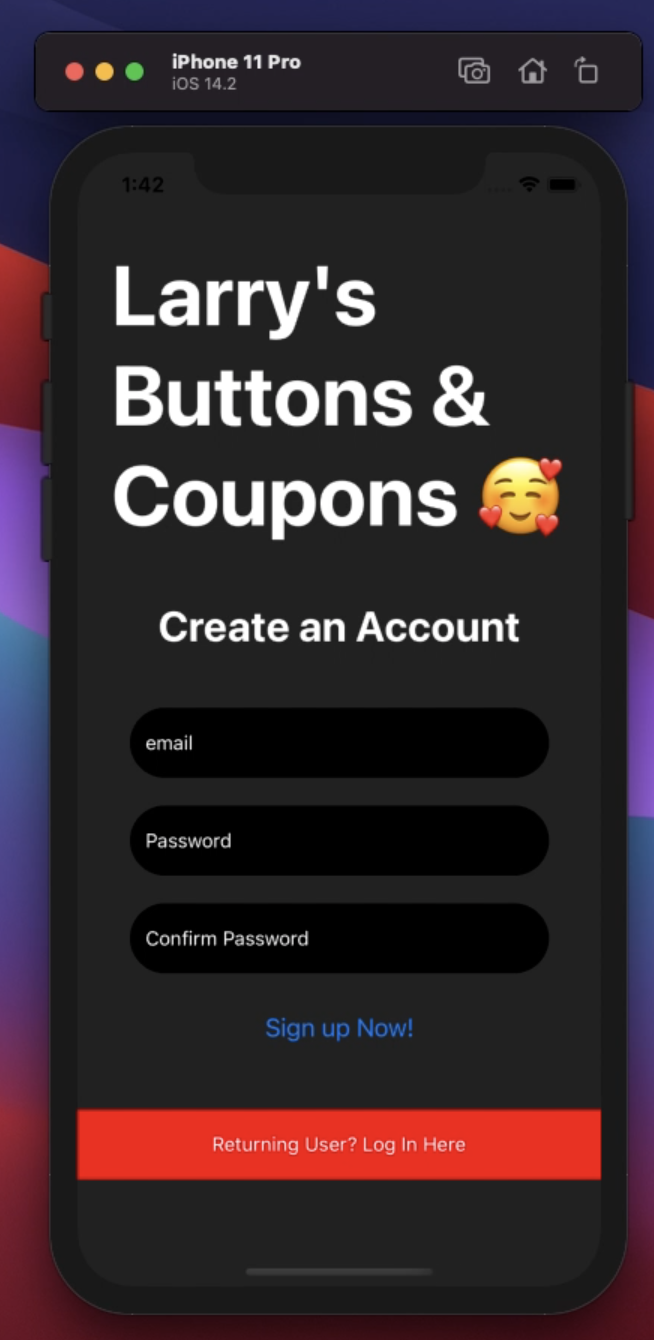 iPhone 11 Pro
iOS 14.2
1:42
Larry's
Buttons &
Coupons 🥰
Create an Account
email
Password
Confirm Password
Sign up Now!
Returning User? Log In Here